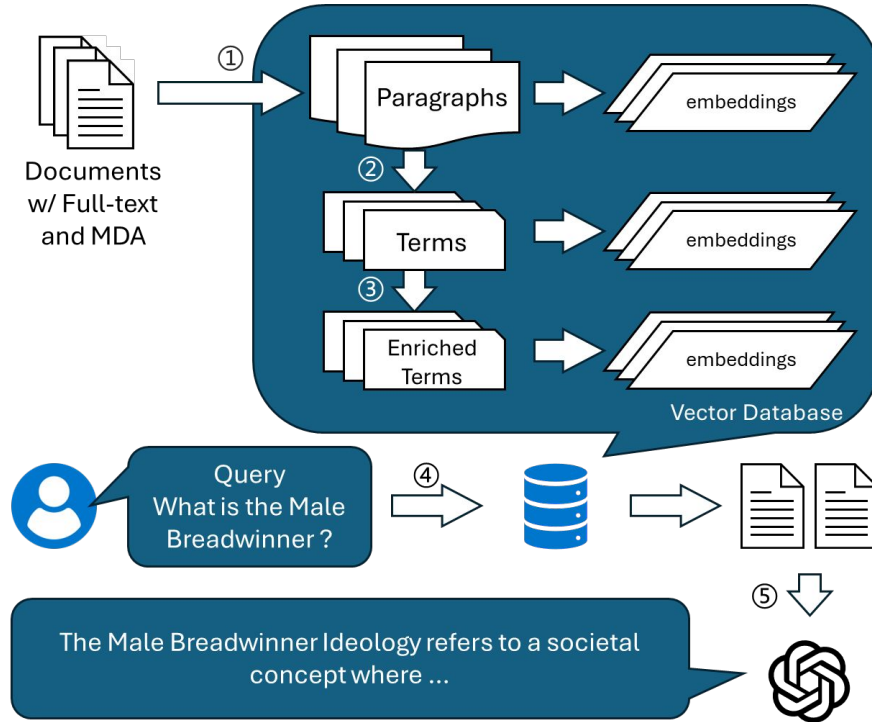 ①
Paragraphs
embeddings
Documents
w/ Full-text
and MDA
②
Terms
embeddings
③
Enriched
Terms
embeddings
Vector Database
Query
What is the Male
Breadwinner ?
④
⑤
The Male Breadwinner Ideology refers to a societal
concept where ...